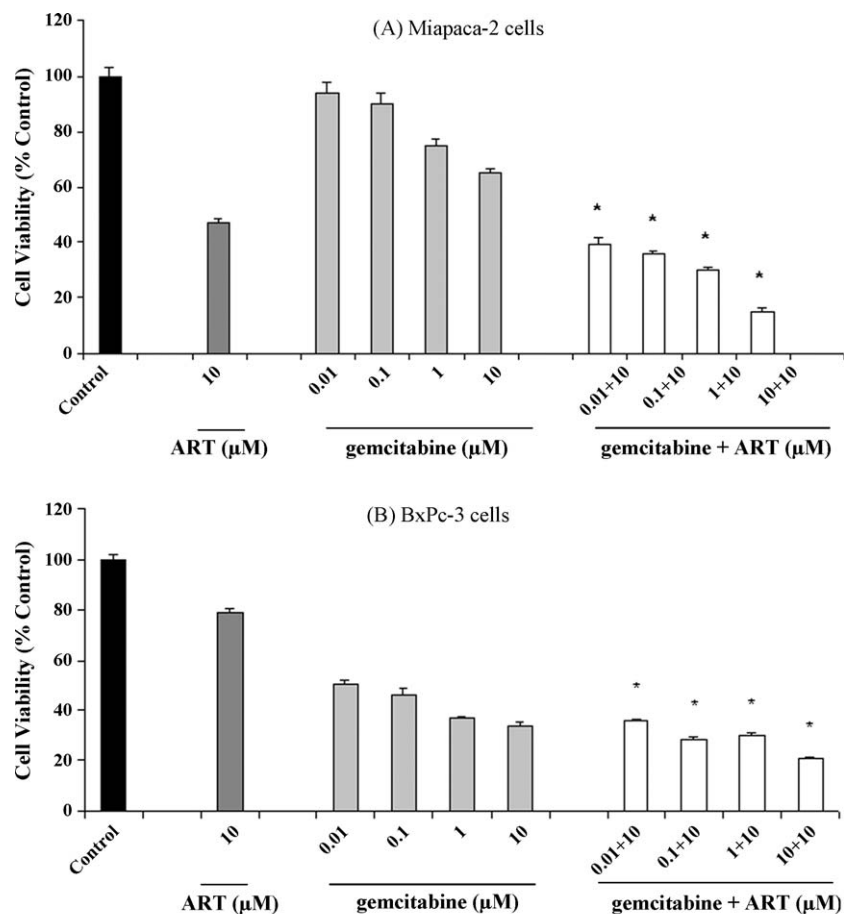 (A) Miapaca-2 cells
Cell Viability (% Control)
120
100
80
60
40
20
0
* * * *
Control 10 0.01 0.1 1 10 0.01+10 0.1+10 1+10 10+10
ART (µM) gemcitabine (µM) gemcitabine + ART (µM)
(B) BxPc-3 cells
Cell Viability (% Control)
120
100
80
60
40
20
0
* * * *
Control 10 0.01 0.1 1 10 0.01+10 0.1+10 1+10 10+10
ART (µM) gemcitabine (µM) gemcitabine + ART (µM)